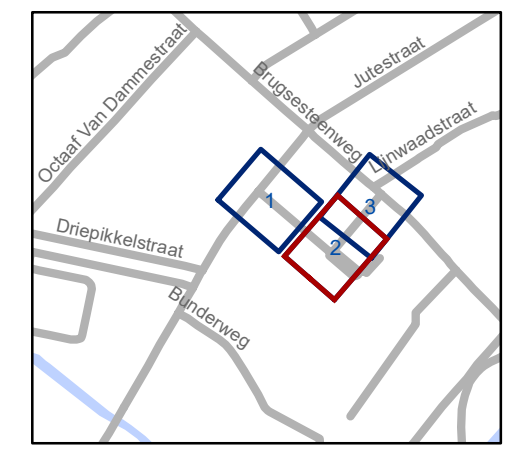 Octaaf Van Dammestraat
Brugsesteenweg
Jutestraat
Lijnwaadstraat
1
3
2
Driepikkelstraat
Bunderweg